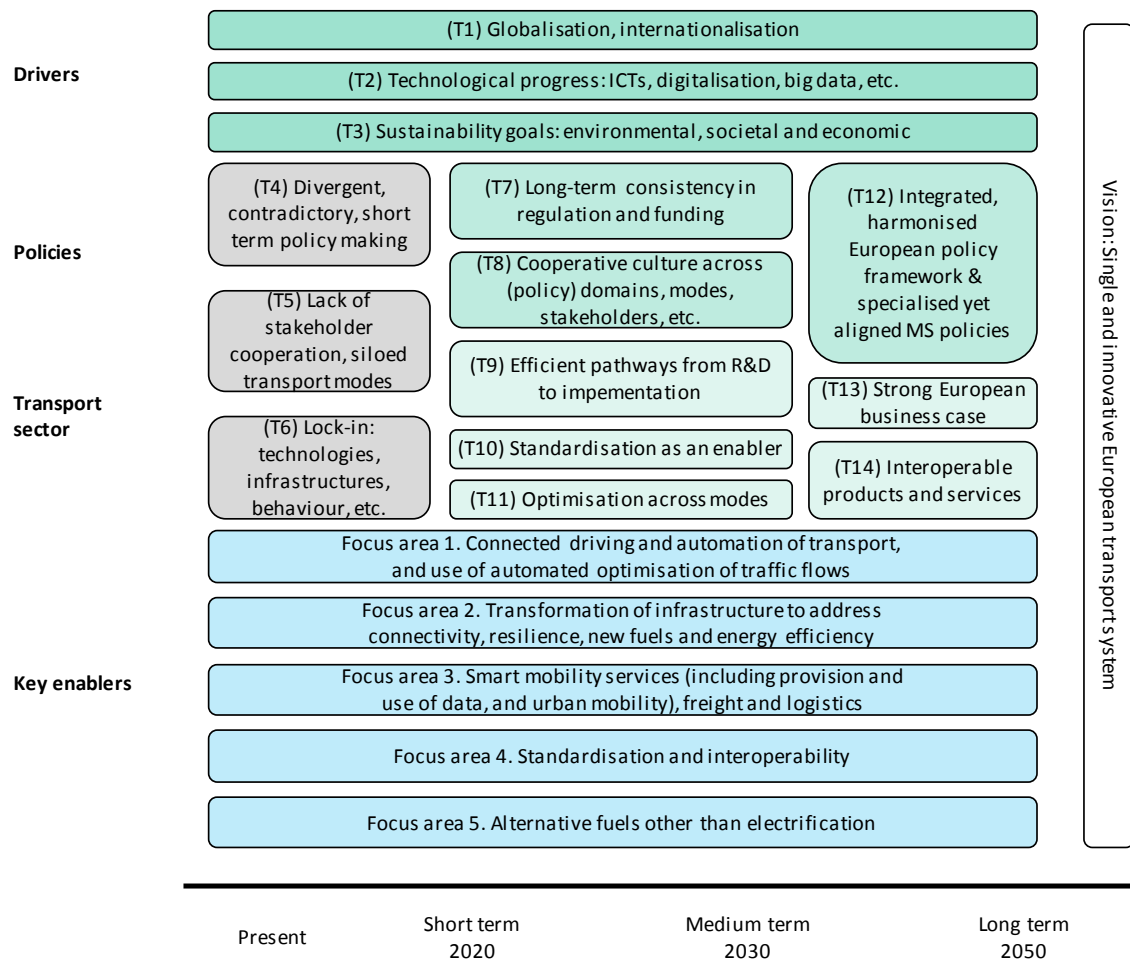 (T1) Globalisation, internationalisation
Drivers
(T2) Technological progress: ICTs, digitalisation, big data, etc.
(T3) Sustainability goals: environmental, societal and economic
Policies
(T4) Divergent,
contradictory, short
term policy making
(T7) Long-term consistency in
regulation and funding
(T8) Cooperative culture across
(policy) domains, modes,
stakeholders, etc.
(T12) Integrated,
harmonised
European policy
framework &
specialised yet
aligned MS policies
Transport
sector
(T5) Lack of
stakeholder
cooperation, siloed
transport modes
(T6) Lock-in:
technologies,
infrastructures,
behaviour, etc.
(T9) Efficient pathways from R&D
to impementation
(T10) Standardisation as an enabler
(T11) Optimisation across modes
(T13) Strong European
business case
(T14) Interoperable
products and services
Key enablers
Focus area 1. Connected driving and automation of transport,
and use of automated optimisation of traffic flows
Focus area 2. Transformation of infrastructure to address
connectivity, resilience, new fuels and energy efficiency
Focus area 3. Smart mobility services (including provision and
use of data, and urban mobility), freight and logistics
Focus area 4. Standardisation and interoperability
Focus area 5. Alternative fuels other than electrification
Vision: Single and innovative European transport system
Present
Short term
2020
Medium term
2030
Long term
2050